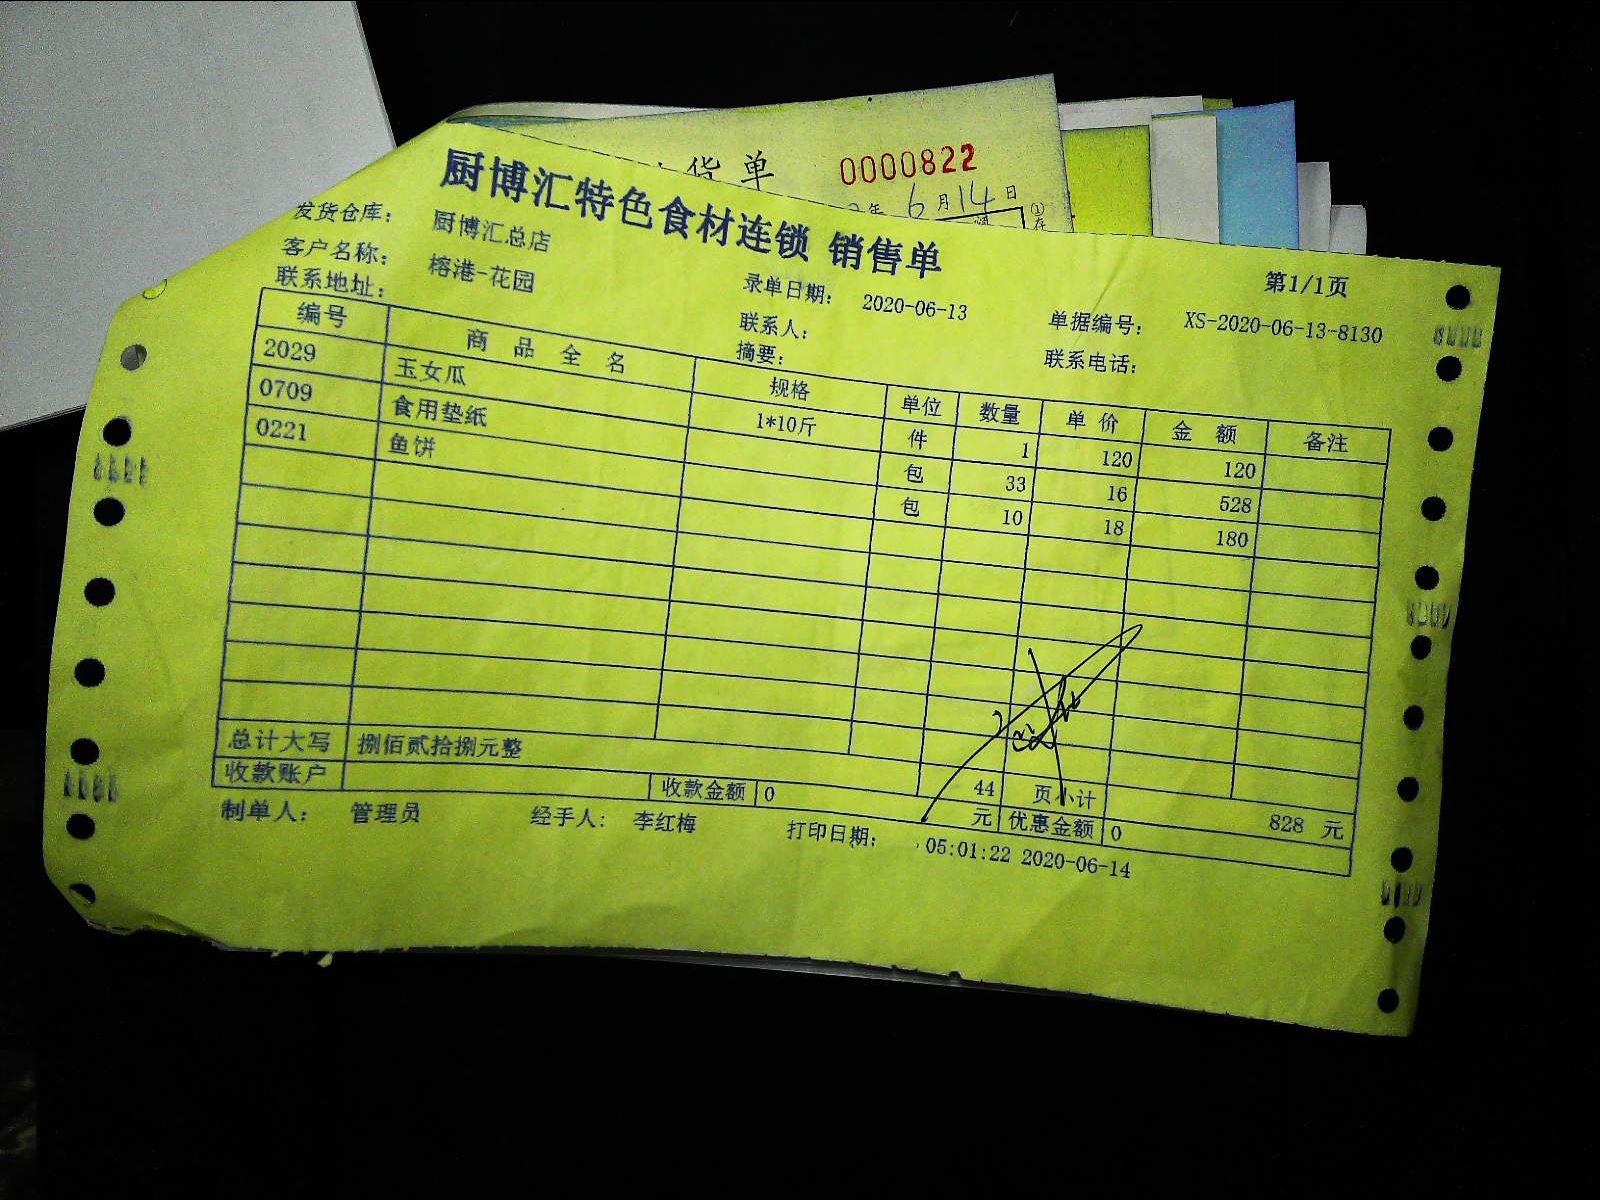 货单
0000822
年 6月14日
厨博汇特色食材连锁 销售单
第1/1页
发货仓库： 厨博汇总店
客户名称： 榕港-花园 录单日期： 2020-06-13 单据编号： XS-2020-06-13-8130
联系地址： 联系人： 联系电话：
摘要：
编号 商品全名 规格 单位 数量 单价 金额 备注
2029 玉女瓜 1*10斤 件 1 120 120
0709 食用垫纸 包 33 16 528
0221 鱼饼 包 10 18 180
总计大写 捌佰贰拾捌元整 44 页小计 828 元
收款账户 收款金额 0 元 优惠金额 0
制单人： 管理员 经手人： 李红梅 打印日期： 05:01:22 2020-06-14